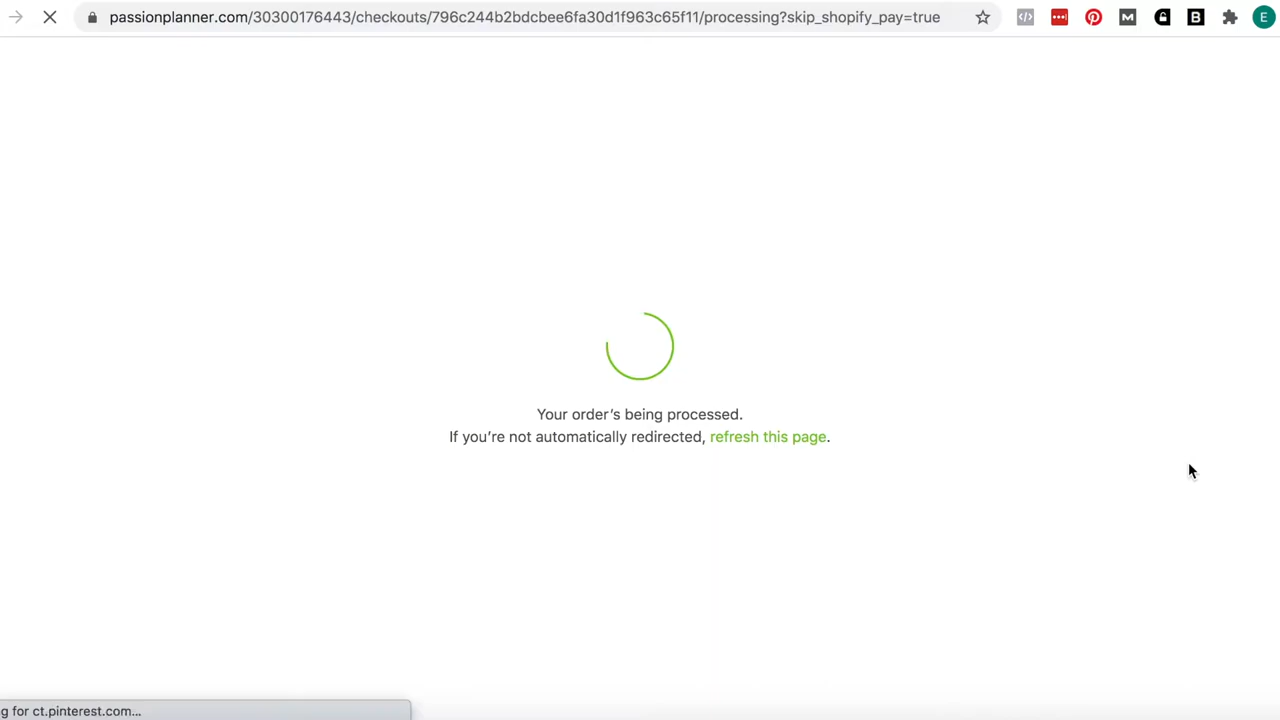 passionplanner.com/30300176443/checkouts/796c244b2bdcbee6fa30d1f963c65f11/processing?skip_shopify_pay=true
M
B
E
Your order's being processed.
If you're not automatically redirected, refresh this page.
g for ct.pinterest.com...